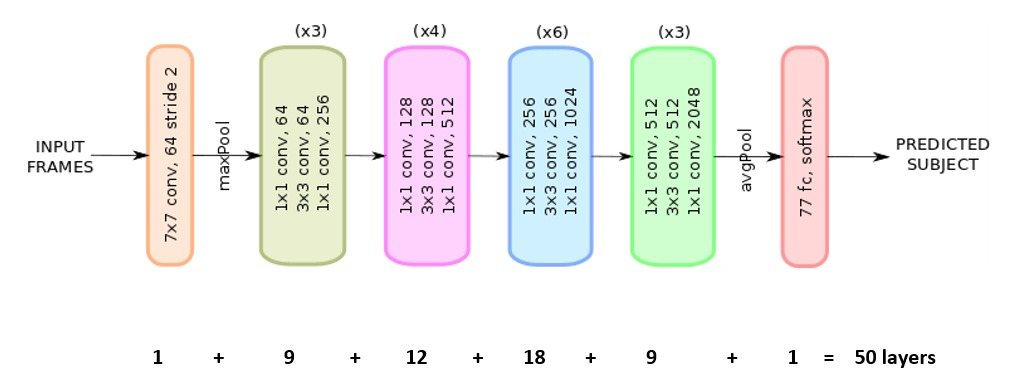 (x3)
(x4)
(x6)
(x3)
INPUT
FRAMES
7x7 conv, 64 stride 2
maxPool
1x1 conv, 64
3x3 conv, 64
1x1 conv, 256
1x1 conv, 128
3x3 conv, 128
1x1 conv, 512
1x1 conv, 256
3x3 conv, 256
1x1 conv, 1024
1x1 conv, 512
3x3 conv, 512
1x1 conv, 2048
avgPool
77 fc, softmax
PREDICTED
SUBJECT
1 + 9 + 12 + 18 + 9 + 1 = 50 layers